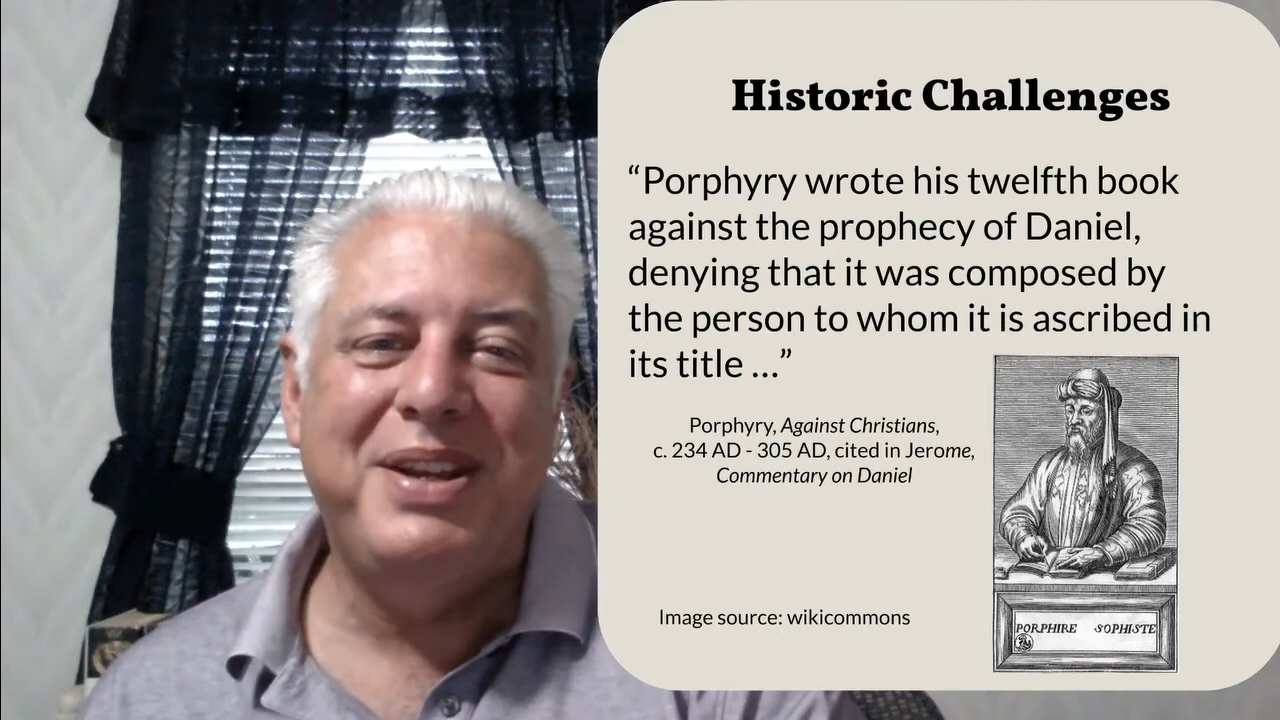 Historic Challenges
“Porphyry wrote his twelfth book
against the prophecy of Daniel,
denying that it was composed by
the person to whom it is ascribed in
its title ...”
Porphyry, Against Christians,
c. 234 AD - 305 AD, cited in Jerome,
Commentary on Daniel
Image source: wikicommons
PORPHIRE SOPHISTE